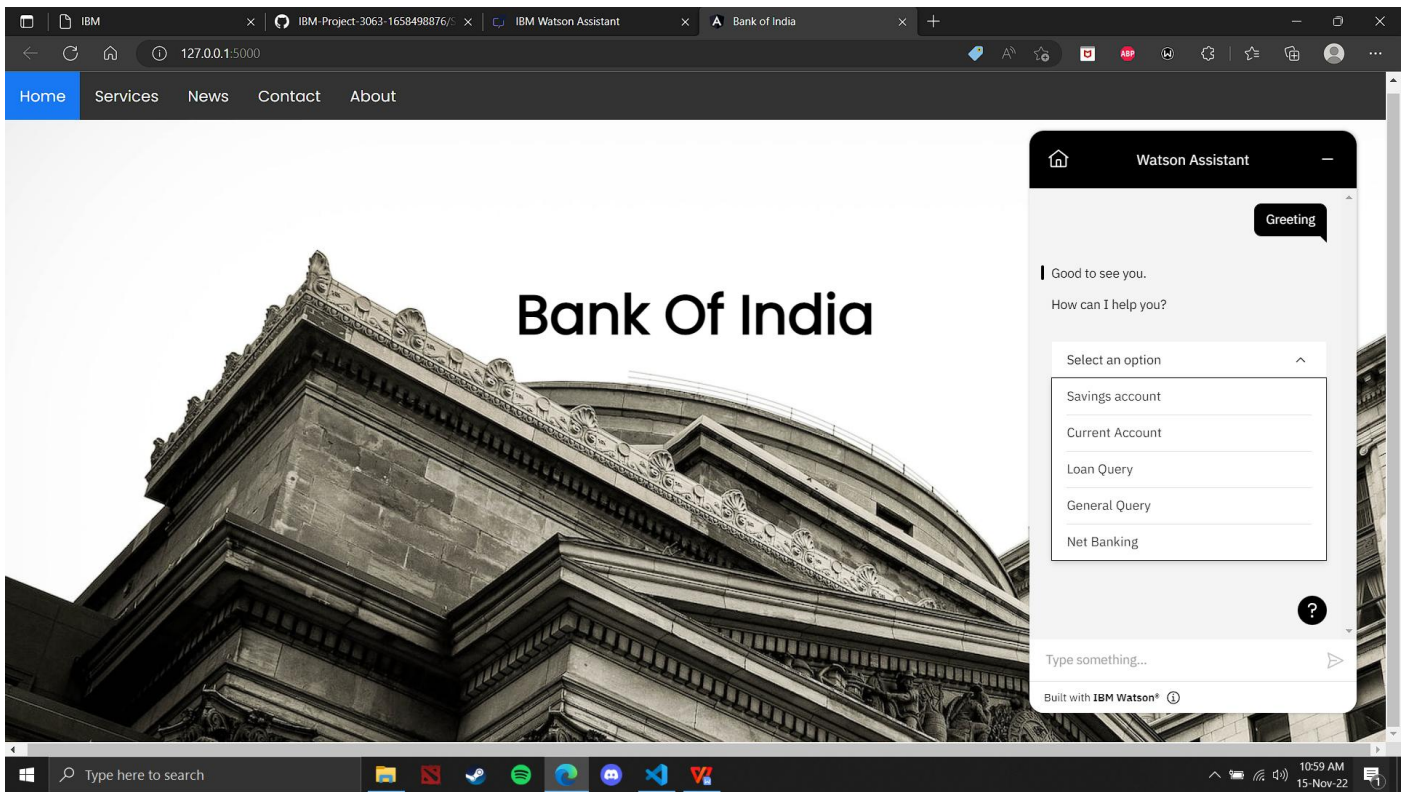 IBM
IBM-Project-3063-1658498876/S
IBM Watson Assistant
Bank of India
127.0.0.1:5000
ABP
Home Services News Contact About
Bank Of India
Watson Assistant
Greeting
Good to see you.
How can I help you?
Select an option
Savings account
Current Account
Loan Query
General Query
Net Banking
?
Type something...
Built with IBM Watson®
Type here to search
10:59 AM
15-Nov-22
1